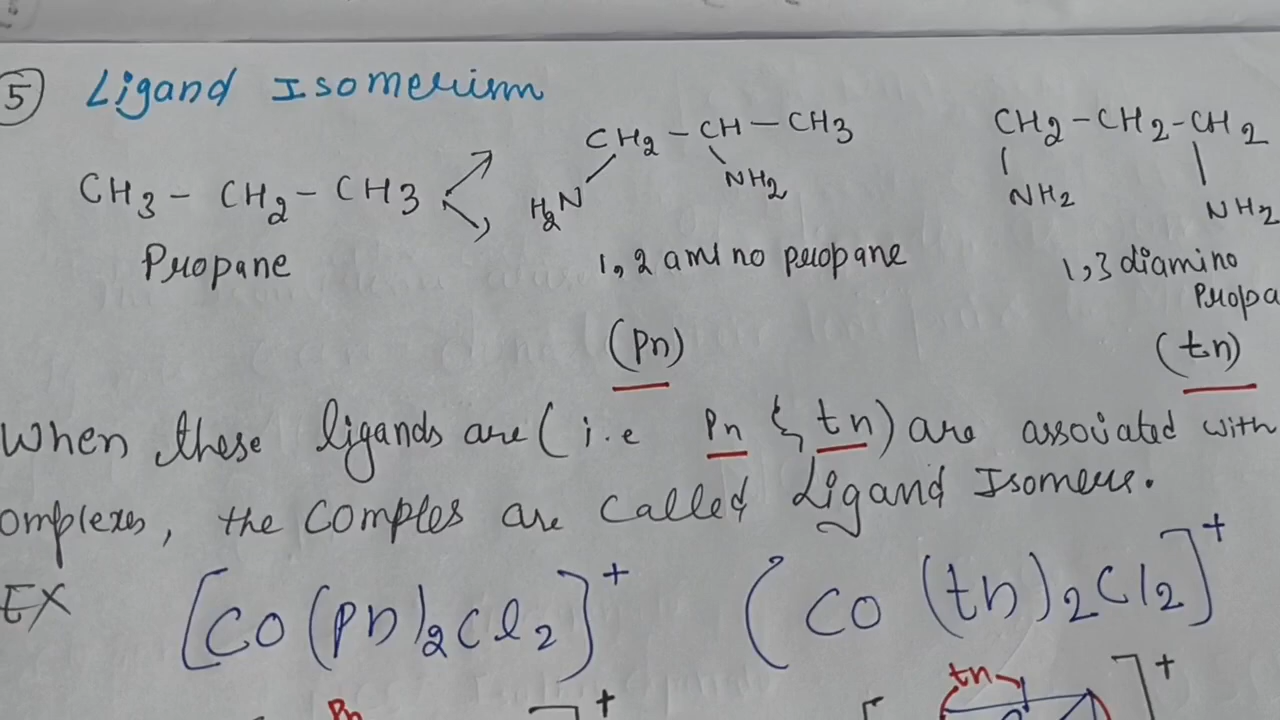 5 Ligand Isomerism
CH2 - CH - CH3 CH2 - CH2 - CH2
CH3 - CH2 - CH3 H2N NH2 NH2 NH2
Propane 1,2 amino propane 1,3 diamino
Propa
(Pn) (tn)
When these ligands are (i.e Pn & tn) are associated with
omplexes, the comples are called Ligand Isomers.
EX [CO(pn)2Cl2]+ (CO (tn)2Cl2]+
Pn + [ tn ]+